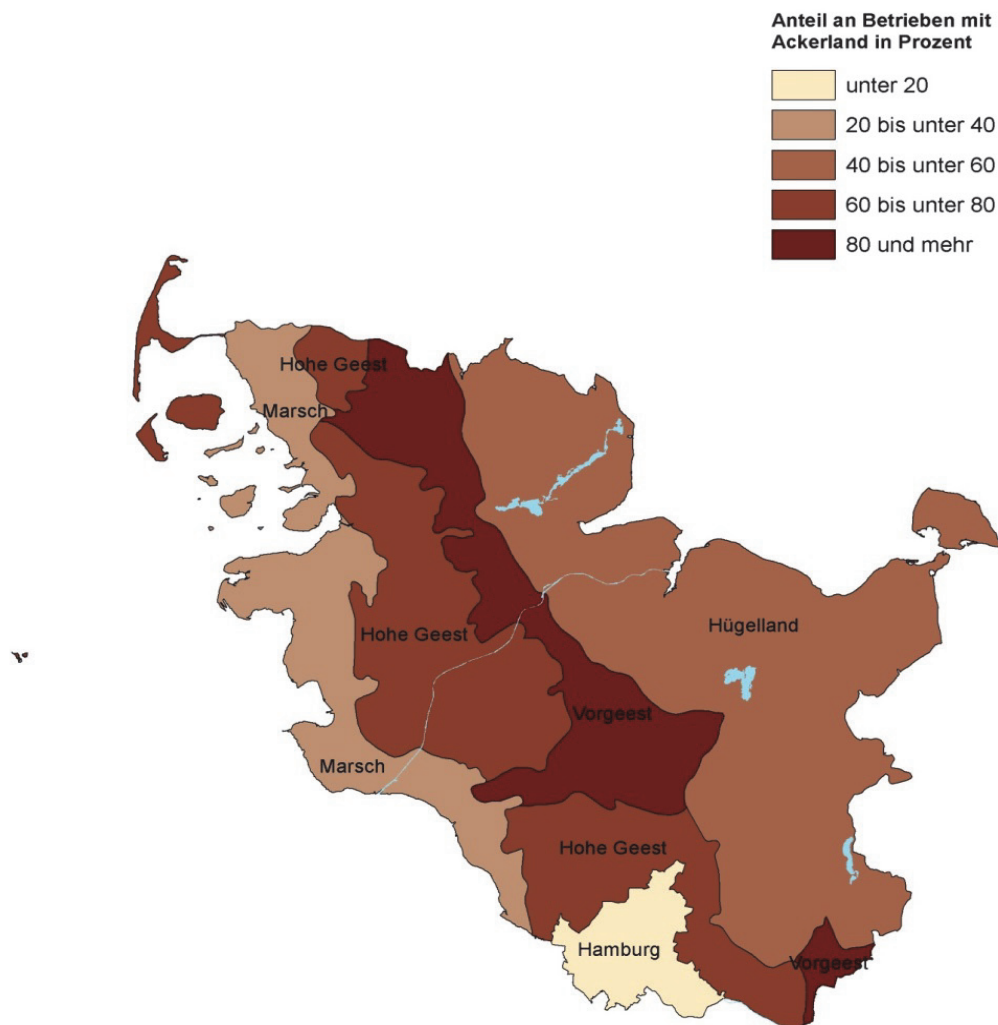 Anteil an Betrieben mit
Ackerland in Prozent
unter 20
20 bis unter 40
40 bis unter 60
60 bis unter 80
80 und mehr
Hohe Geest
Marsch
Hügelland
Hohe Geest
Vorgeest
Marsch
Hohe Geest
Hamburg
Vorgeest